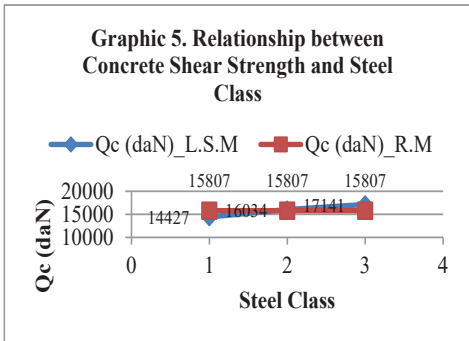 Graphic 5. Relationship between
Concrete Shear Strength and Steel
Class
Qc (daN)_L.S.M Qc (daN)_R.M
15807 15807 15807
20000
15000
10000
14427 16034 17141
Qc (daN)
0 1 2 3 4
Steel Class